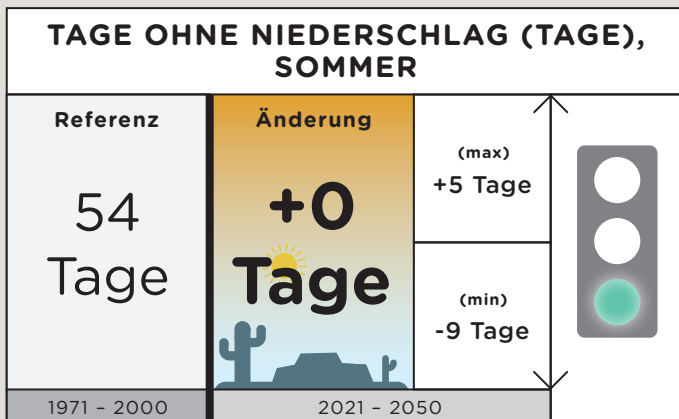 TAGE OHNE NIEDERSCHLAG (TAGE),
SOMMER
Referenz
54
Tage
Änderung
+0
Tage
(max)
+5 Tage
(min)
-9 Tage
1971 – 2000
2021 – 2050